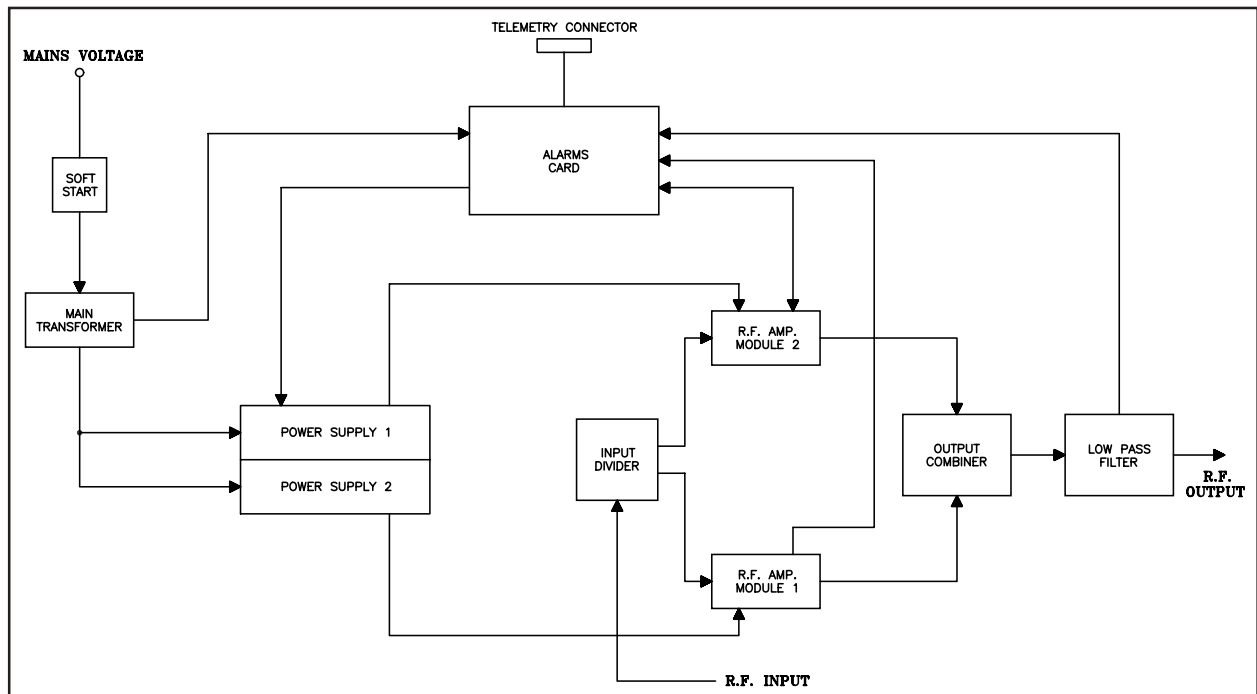 TELEMETRY CONNECTOR
MAINS VOLTAGE
ALARMS
CARD
SOFT
START
MAIN
TRANSFORMER
R.F. AMP.
MODULE 2
POWER SUPPLY 1
POWER SUPPLY 2
INPUT
DIVIDER
OUTPUT
COMBINER
LOW PASS
FILTER
R.F.
OUTPUT
R.F. AMP.
MODULE 1
R.F. INPUT